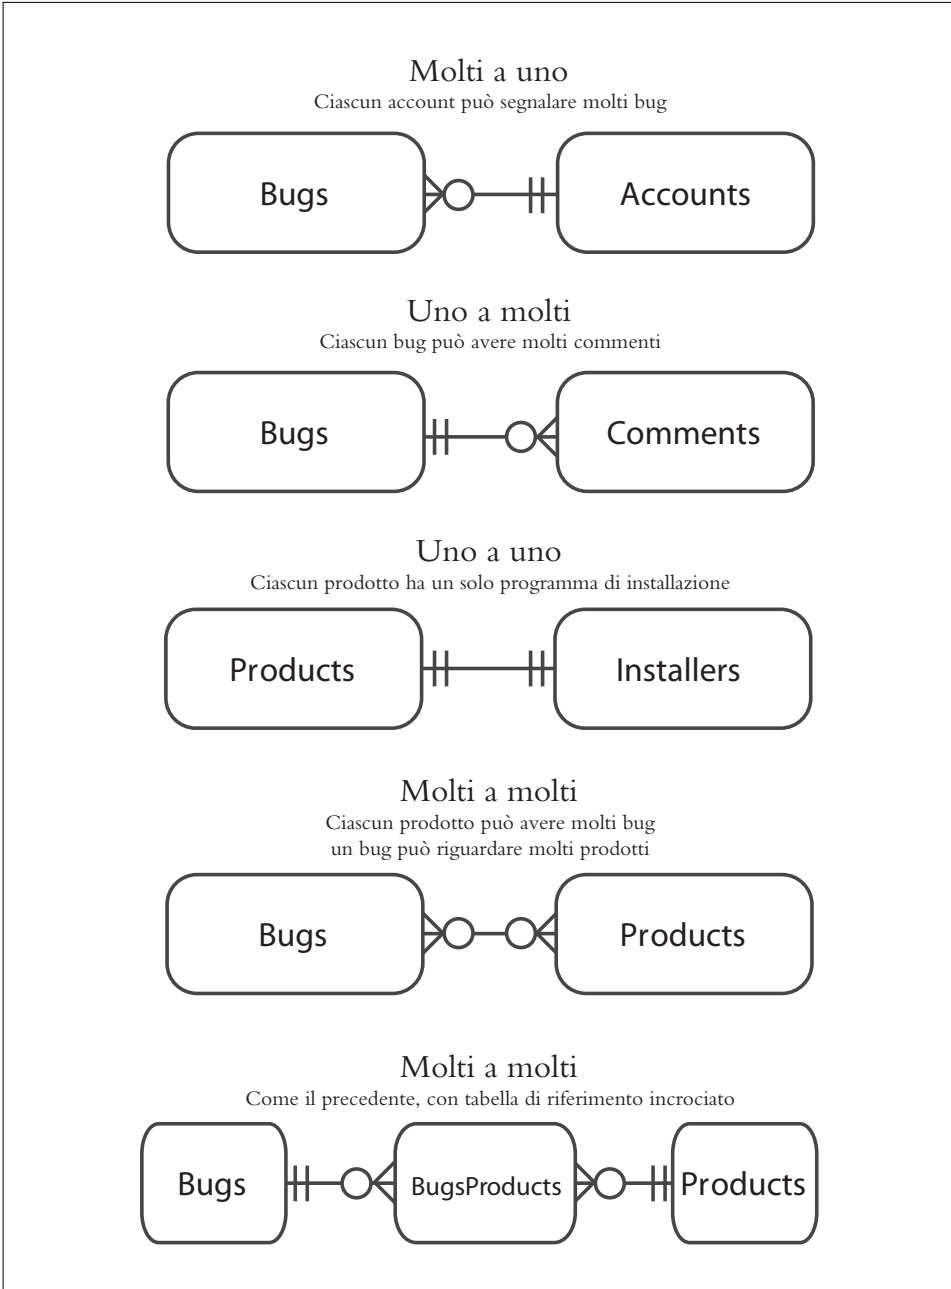 Molti a uno
Ciascun account può segnalare molti bug
Bugs
Accounts
Uno a molti
Ciascun bug può avere molti commenti
Bugs
Comments
Uno a uno
Ciascun prodotto ha un solo programma di installazione
Products
Installers
Molti a molti
Ciascun prodotto può avere molti bug
un bug può riguardare molti prodotti
Bugs
Products
Molti a molti
Come il precedente, con tabella di riferimento incrociato
Bugs
BugsProducts
Products